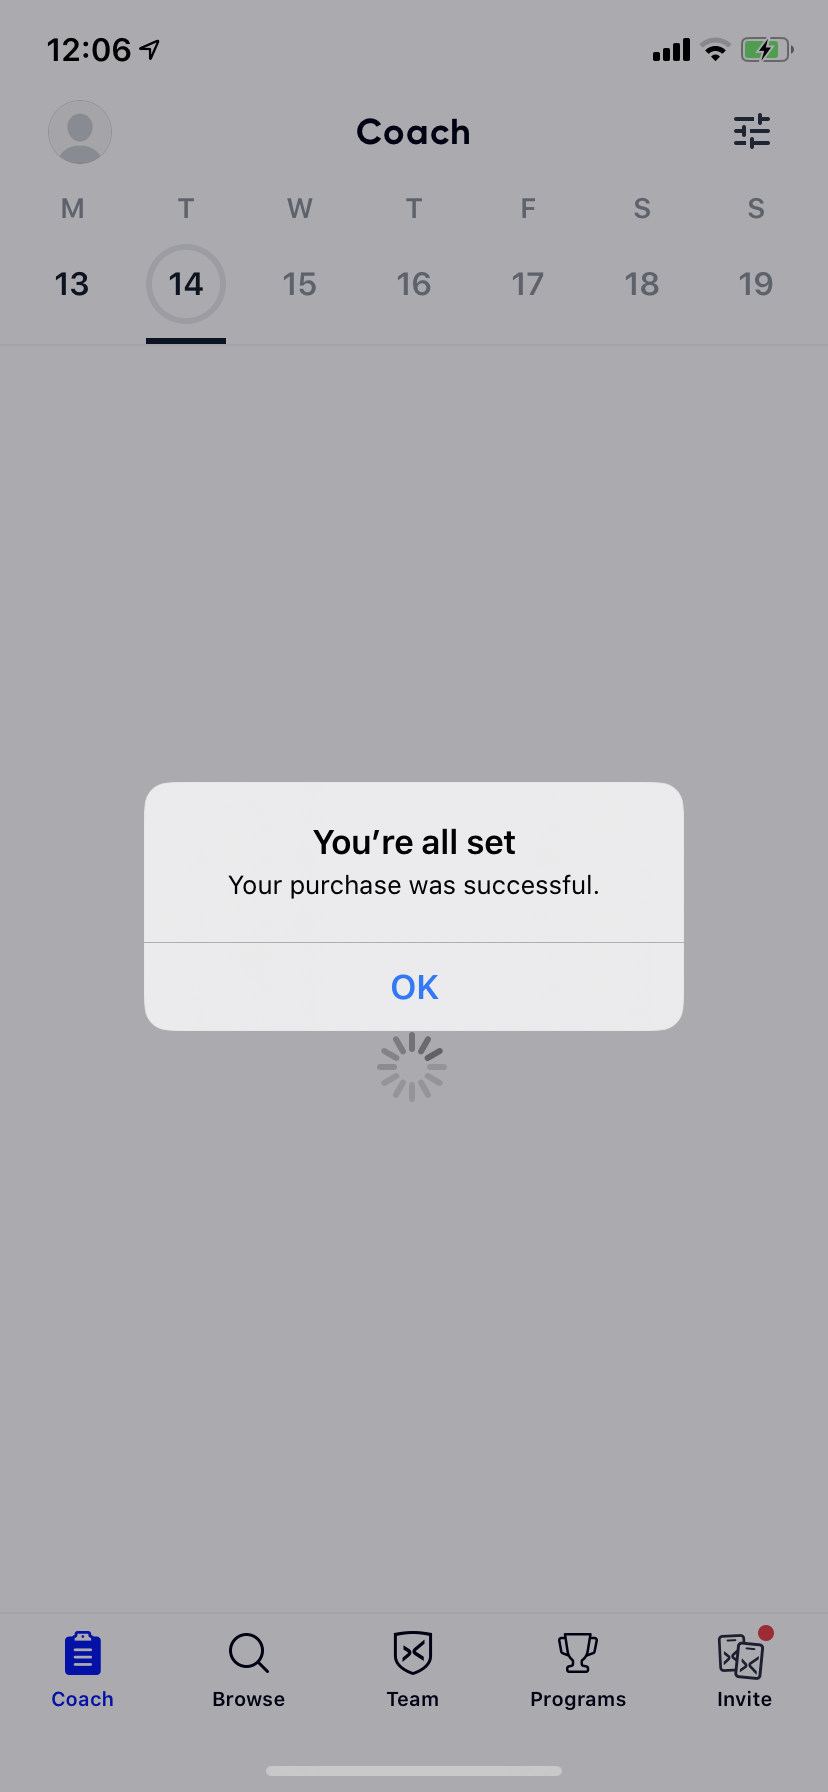 12:06
Coach
M T W T F S S
13 14 15 16 17 18 19
You’re all set
Your purchase was successful.
OK
Coach Browse Team Programs Invite